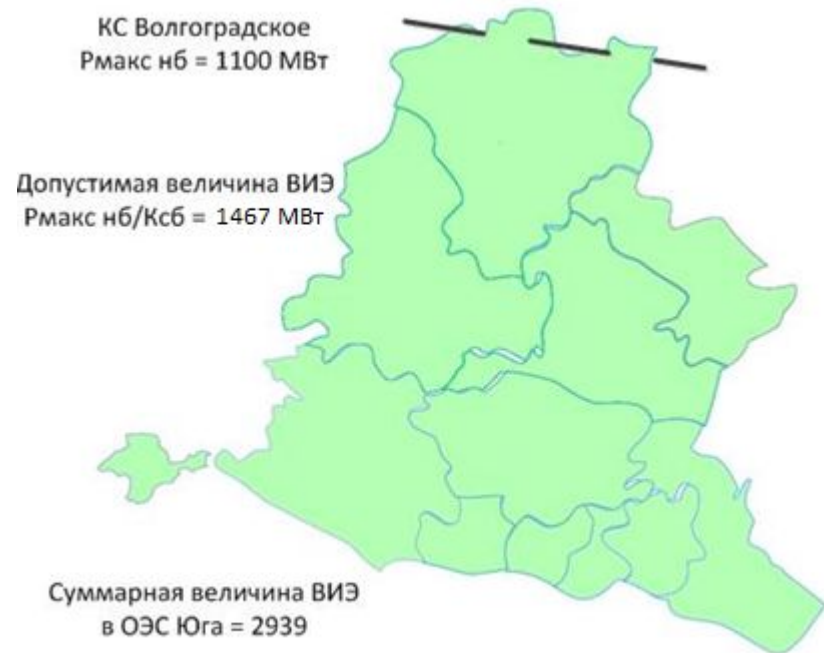 КС Волгоградское
Рмакс нб = 1100 МВт
Допустимая величина ВИЭ
Рмакс нб/Ксб = 1467 МВт
Суммарная величина ВИЭ
в ОЭС Юга = 2939